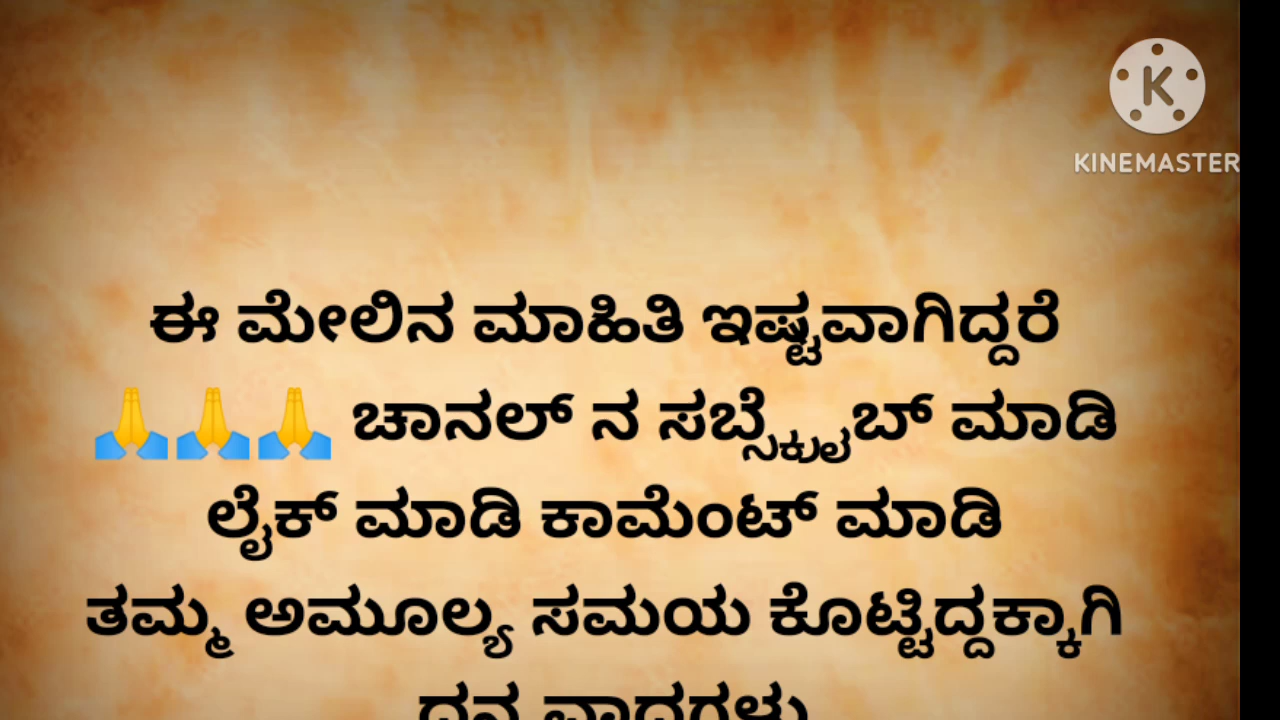 KINEMASTER
ಈ ಮೇಲಿನ ಮಾಹಿತಿ ಇಷ್ಟವಾಗಿದ್ದರೆ
🙏🙏🙏 ಚಾನಲ್ ನ ಸಬ್ಸ್ಕ್ರೈಬ್ ಮಾಡಿ
ಲೈಕ್ ಮಾಡಿ ಕಾಮೆಂಟ್ ಮಾಡಿ
ತಮ್ಮ ಅಮೂಲ್ಯ ಸಮಯ ಕೊಟ್ಟಿದ್ದಕ್ಕಾಗಿ